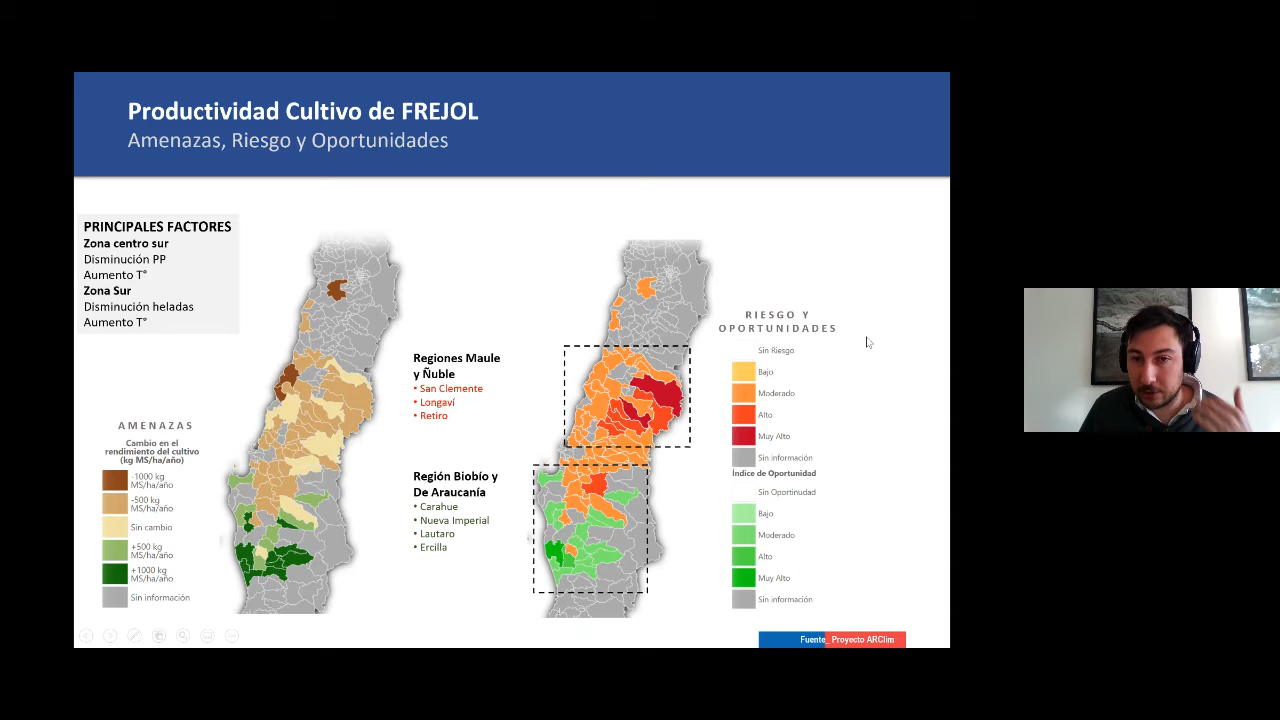 Productividad Cultivo de FREJOL
Amenazas, Riesgo y Oportunidades
PRINCIPALES FACTORES
Zona centro sur
Disminución PP
Aumento T°
Zona Sur
Disminución heladas
Aumento T°
AMENAZAS
Cambio en el
rendimiento del cultivo
(kg MS/ha/año)
-1000 kg
MS/ha/año
-500 kg
MS/ha/año
Sin cambio
+500 kg
MS/ha/año
+1000 kg
MS/ha/año
Sin información
Regiones Maule
y Ñuble
• San Clemente
• Longaví
• Retiro
Región Biobío y
De Araucanía
• Carahue
• Nueva Imperial
• Lautaro
• Ercilla
RIESGO Y
OPORTUNIDADES
Sin Riesgo
Bajo
Moderado
Alto
Muy Alto
Sin información
Índice de Oportunidad
Sin Oportinudad
Bajo
Moderado
Alto
Muy Alto
Sin información
Fuente_ Proyecto ARClim